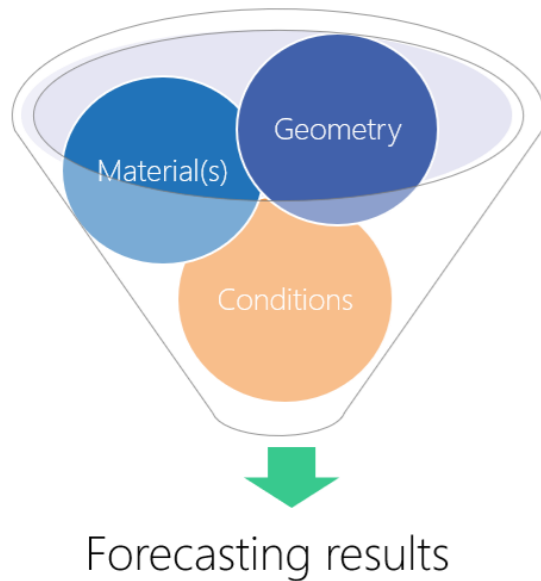 Geometry
Material(s)
Conditions
Forecasting results